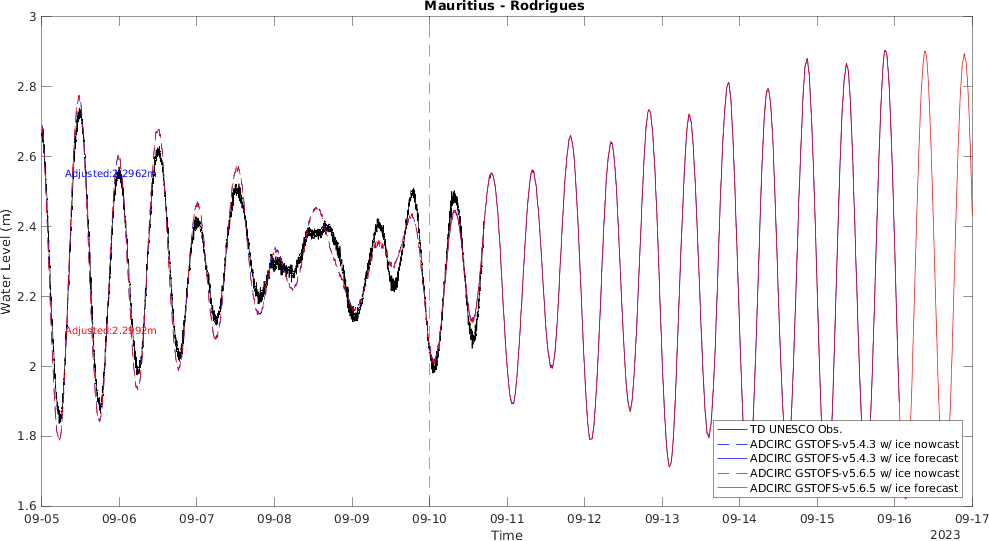 Mauritius - Rodrigues
3
2.8
2.6
2.4
2.2
2
1.8
1.6
Water Level (m)
Adjusted:2.2962m
Adjusted:2.2992m
TD UNESCO Obs.
ADCIRC GSTOFS-v5.4.3 w/ ice nowcast
ADCIRC GSTOFS-v5.4.3 w/ ice forecast
ADCIRC GSTOFS-v5.6.5 w/ ice nowcast
ADCIRC GSTOFS-v5.6.5 w/ ice forecast
09-05 09-06 09-07 09-08 09-09 09-10 09-11 09-12 09-13 09-14 09-15 09-16 09-17
Time
2023